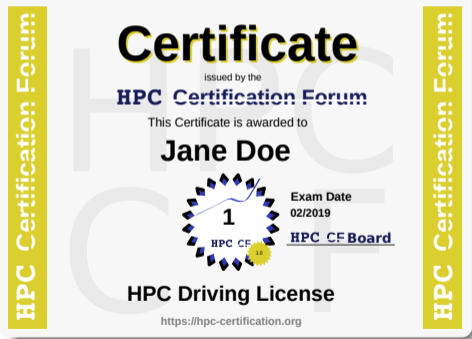 Certificate
issued by the
HPC Certification Forum
This Certificate is awarded to
Jane Doe
1
HPC CF
1.0
Exam Date
02/2019
HPC CF Board
HPC Driving License
https://hpc-certification.org
HPC Certification Forum
HPC Certification Forum
HPC
CF